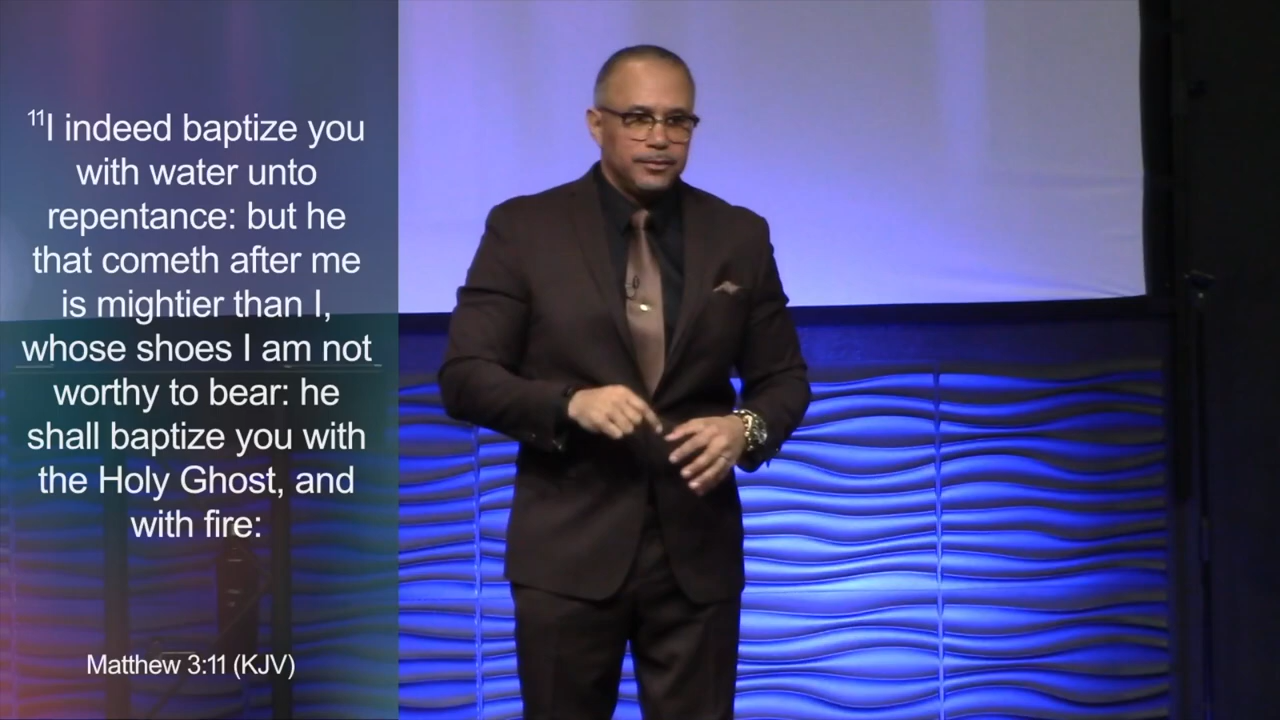 11I indeed baptize you
with water unto
repentance: but he
that cometh after me
is mightier than I,
whose shoes I am not
worthy to bear: he
shall baptize you with
the Holy Ghost, and
with fire:
Matthew 3:11 (KJV)